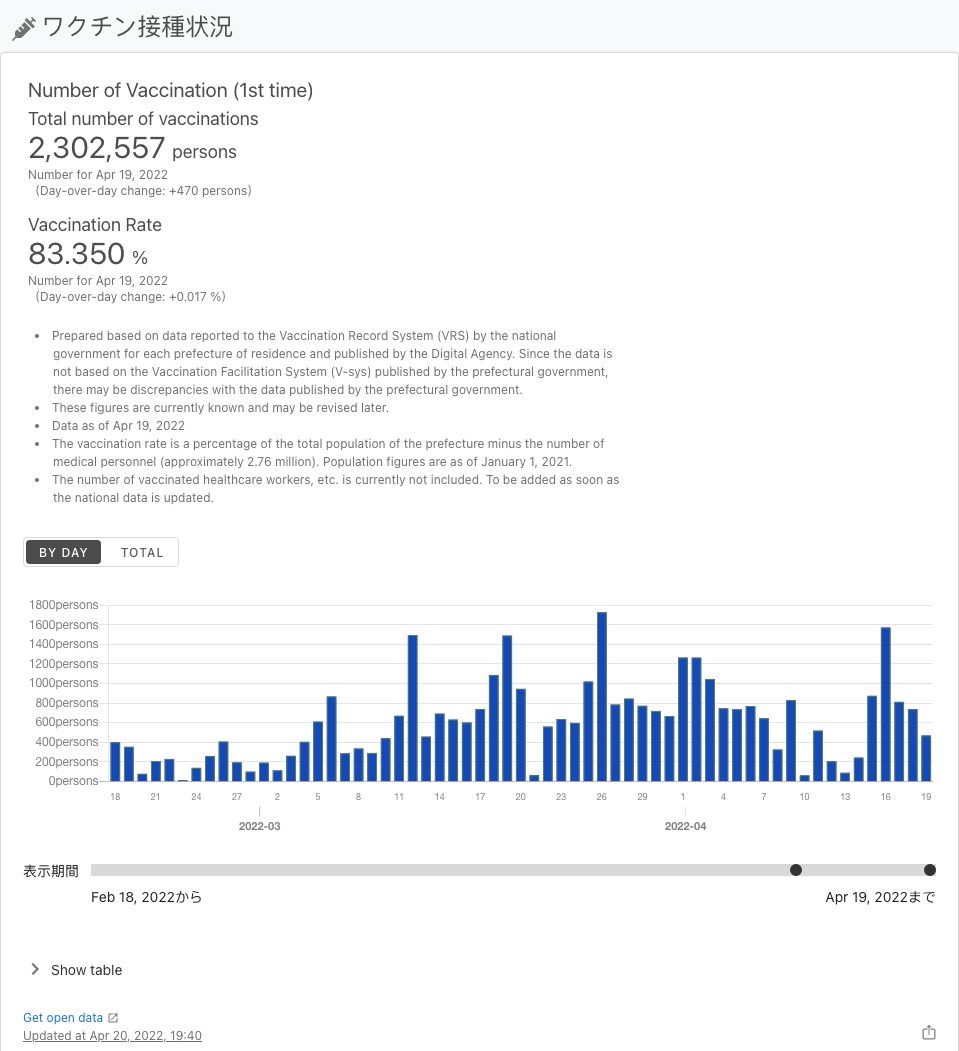 ワクチン接種状況
Number of Vaccination (1st time)
Total number of vaccinations
2,302,557 persons
Number for Apr 19, 2022
(Day-over-day change: +470 persons)
Vaccination Rate
83.350 %
Number for Apr 19, 2022
(Day-over-day change: +0.017 %)
• Prepared based on data reported to the Vaccination Record System (VRS) by the national
government for each prefecture of residence and published by the Digital Agency. Since the data is
not based on the Vaccination Facilitation System (V-sys) published by the prefectural government,
there may be discrepancies with the data published by the prefectural government.
• These figures are currently known and may be revised later.
• Data as of Apr 19, 2022
• The vaccination rate is a percentage of the total population of the prefecture minus the number of
medical personnel (approximately 2.76 million). Population figures are as of January 1, 2021.
• The number of vaccinated healthcare workers, etc. is currently not included. To be added as soon as
the national data is updated.
BY DAY TOTAL
1800persons
1600persons
1400persons
1200persons
1000persons
800persons
600persons
400persons
200persons
0persons
18 21 24 27 2 5 8 11 14 17 20 23 26 29 1 4 7 10 13 16 19
2022-03 2022-04
表示期間
Feb 18, 2022から Apr 19, 2022まで
Show table
Get open data
Updated at Apr 20, 2022, 19:40